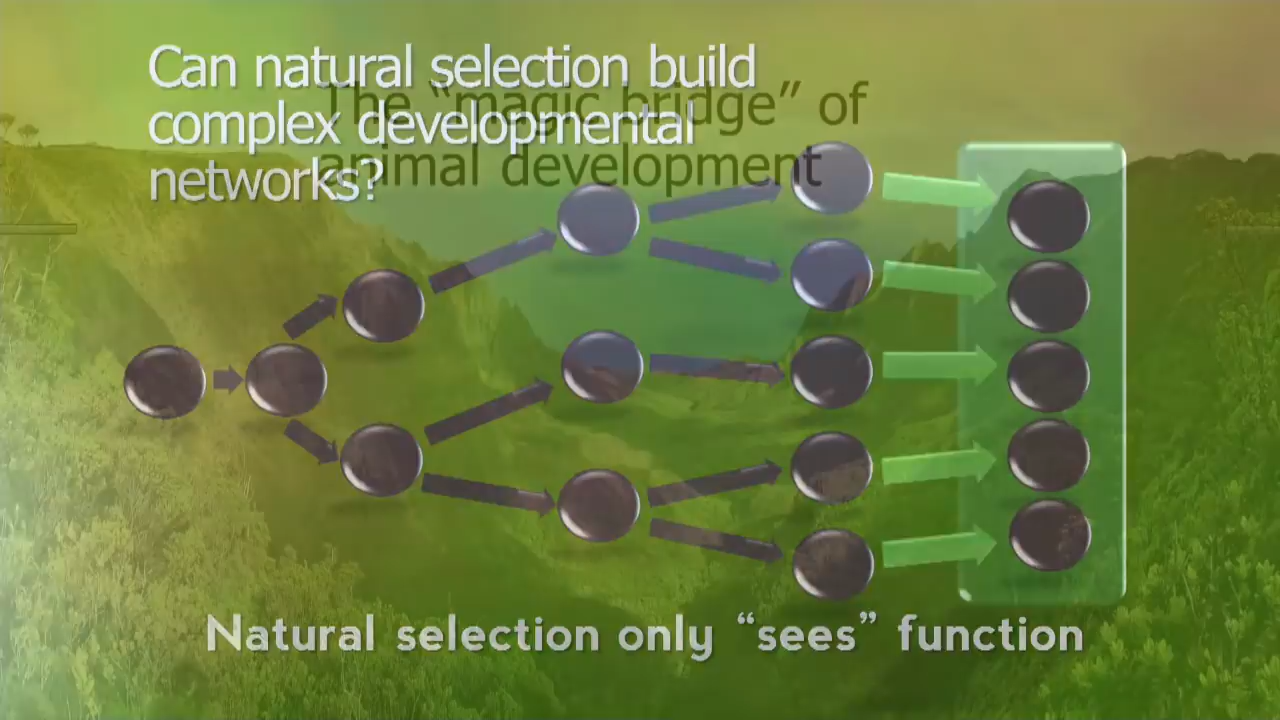 Can natural selection build
complex developmental
networks?
The “magic bridge” of
animal development
Natural selection only “sees” function